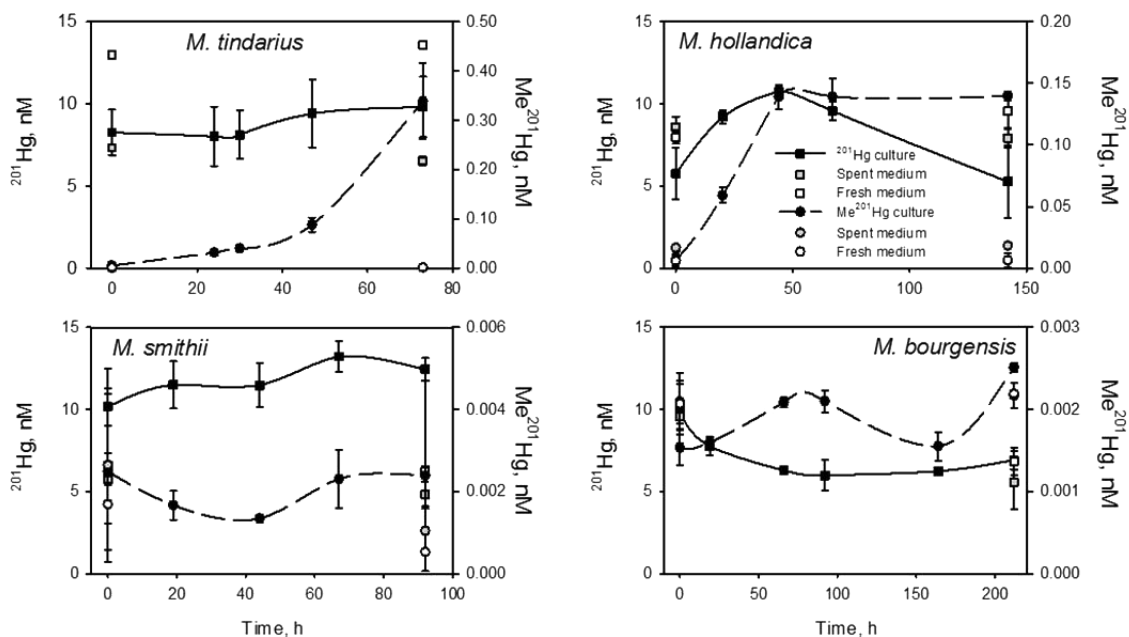 M. tindarius
15
10
5
0
²⁰¹Hg, nM
0.50
0.40
0.30
0.20
0.10
0.00
Me²⁰¹Hg, nM
0 20 40 60 80
M. hollandica
15
10
5
0
²⁰¹Hg, nM
²⁰¹Hg culture
Spent medium
Fresh medium
Me²⁰¹Hg culture
Spent medium
Fresh medium
0.20
0.15
0.10
0.05
0.00
Me²⁰¹Hg, nM
0 50 100 150
M. smithii
15
10
5
0
²⁰¹Hg, nM
0.006
0.004
0.002
0.000
Me²⁰¹Hg, nM
0 20 40 60 80 100
Time, h
M. bourgensis
15
10
5
0
²⁰¹Hg, nM
0.003
0.002
0.001
0.000
Me²⁰¹Hg, nM
0 50 100 150 200
Time, h